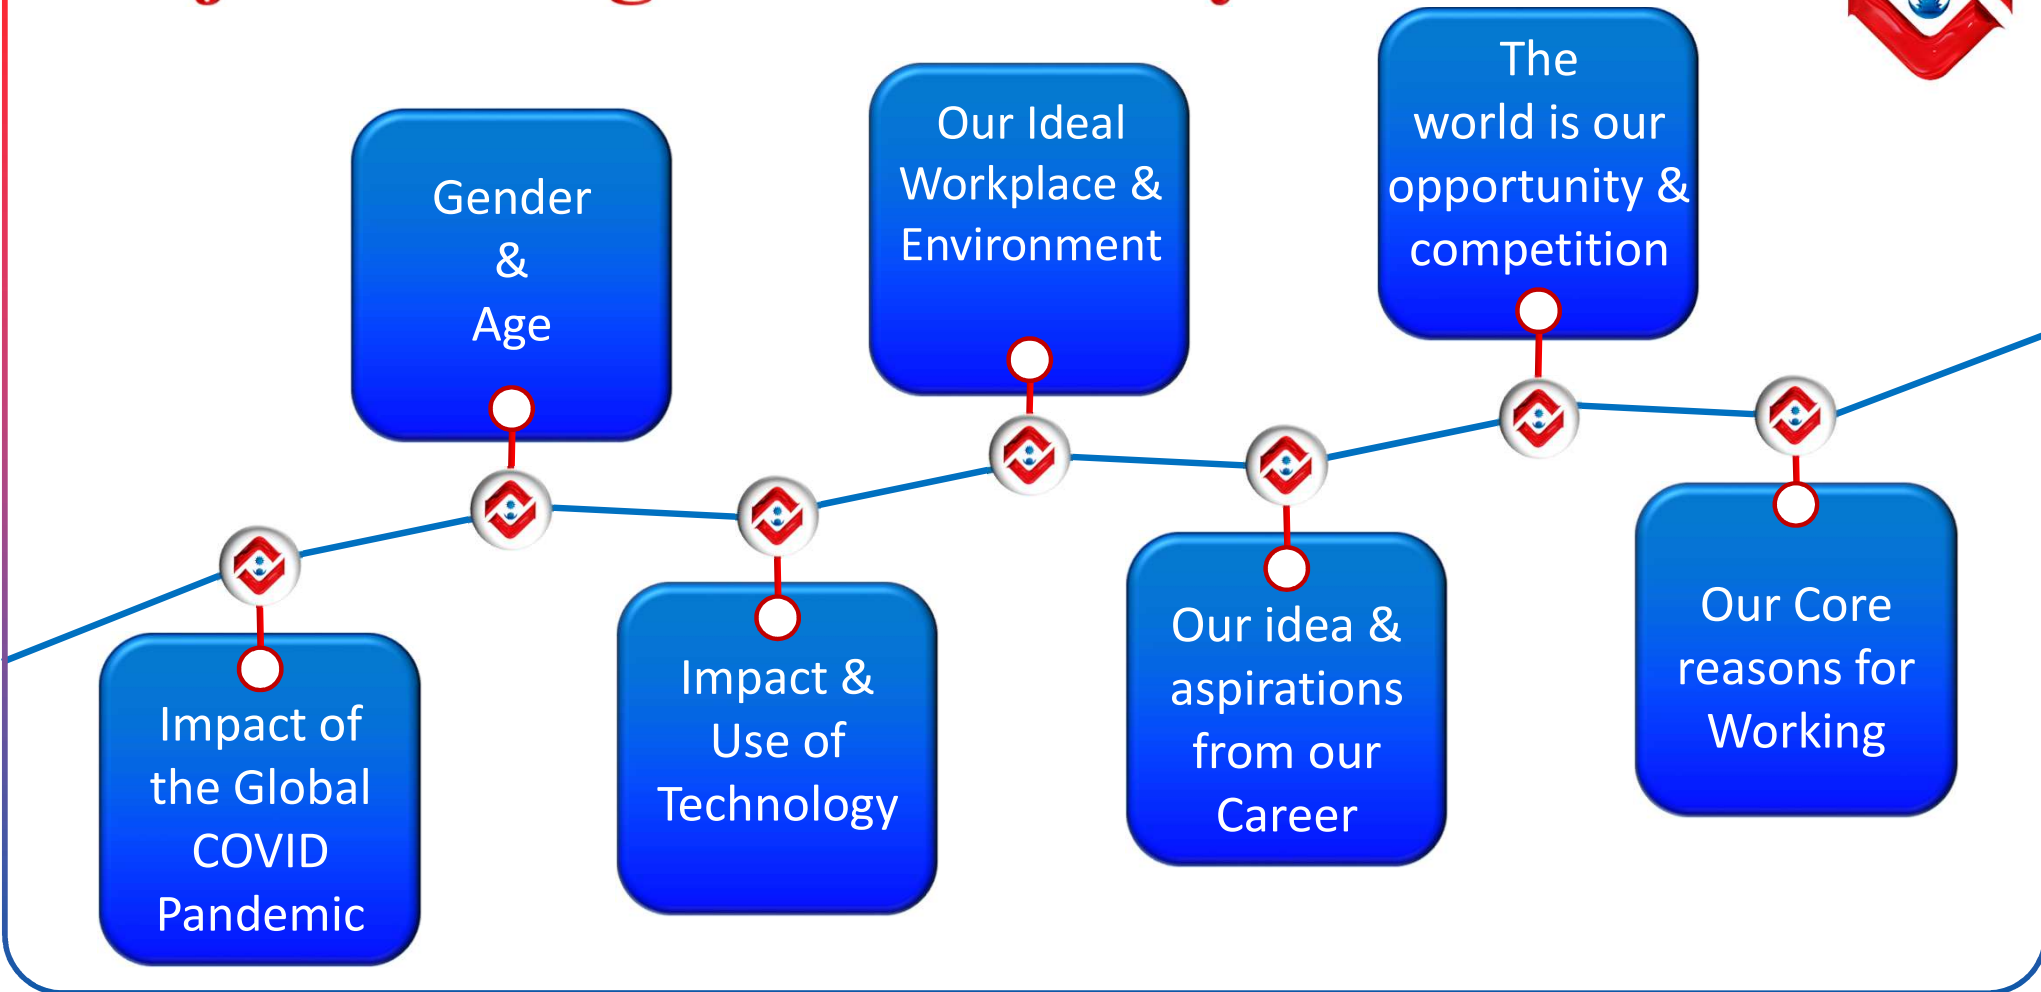 Impact of
the Global
COVID
Pandemic
Gender
&
Age
Impact &
Use of
Technology
Our Ideal
Workplace &
Environment
Our idea &
aspirations
from our
Career
The
world is our
opportunity &
competition
Our Core
reasons for
Working